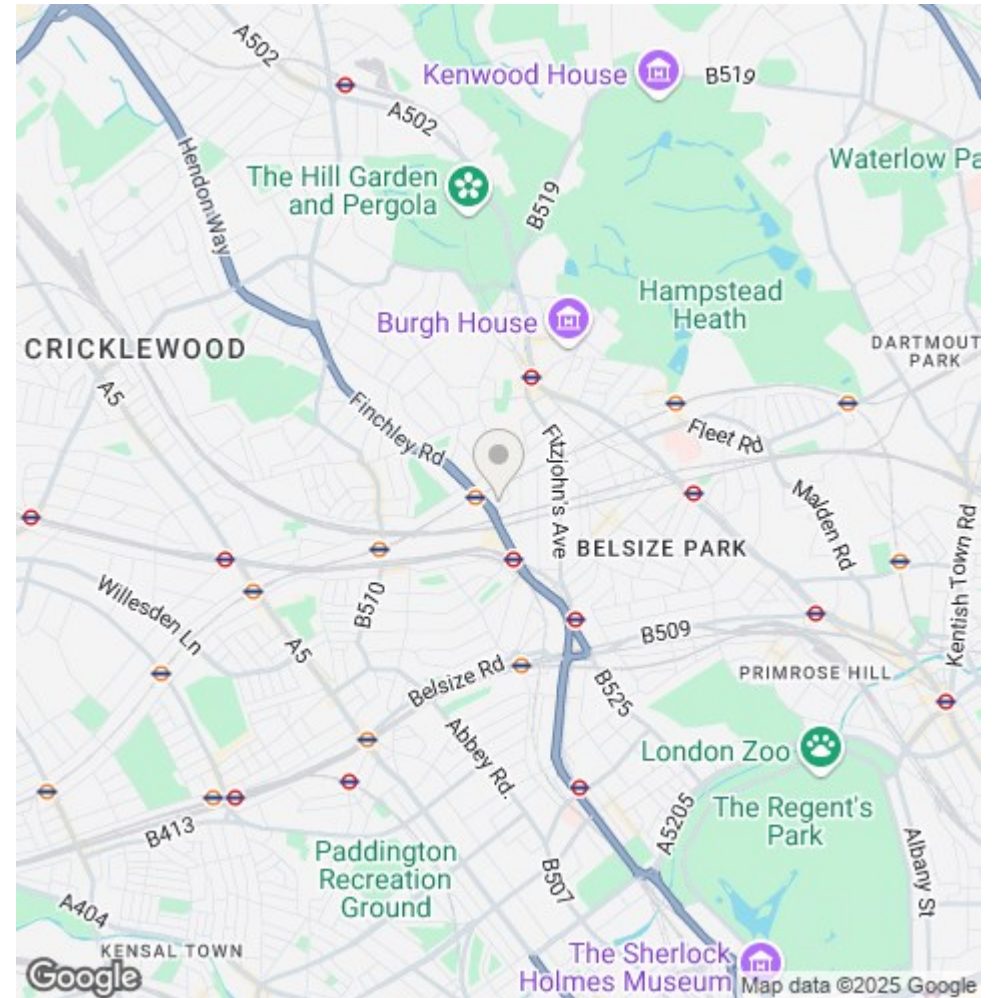 A502
Kenwood House
B519
A502
The Hill Garden
and Pergola
Waterlow Pa
B519
Hendon Way
Hampstead
Heath
Burgh House
CRICKLEWOOD
DARTMOUT
PARK
A5
Finchley Rd
Fitzjohn's Ave
Fleet Rd
Malden Rd
BELSIZE PARK
Kentish Town Rd
Willesden Ln
B510
A5
B509
Belsize Rd
B525
PRIMROSE HILL
Abbey Rd.
London Zoo
The Regent's
Park
A5205
B413
Albany St
Paddington
Recreation
Ground
B507
A404
KENSAL TOWN
The Sherlock
Holmes Museum
Google
Map data ©2025 Google